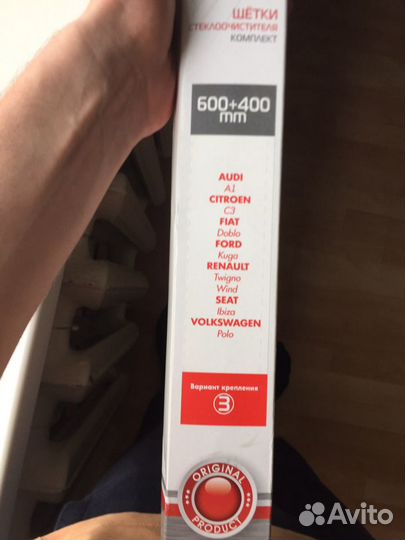 ЩЁТКИ
СТЕКЛООЧИСТИТЕЛЯ
КОМПЛЕКТ
600+400
mm
AUDI
A1
CITROEN
C3
FIAT
Doblo
FORD
Kuga
RENAULT
Twigno
Wind
SEAT
Ibiza
VOLKSWAGEN
Polo
Вариант крепления
3
ORIGINAL
PRODUCT
Avito